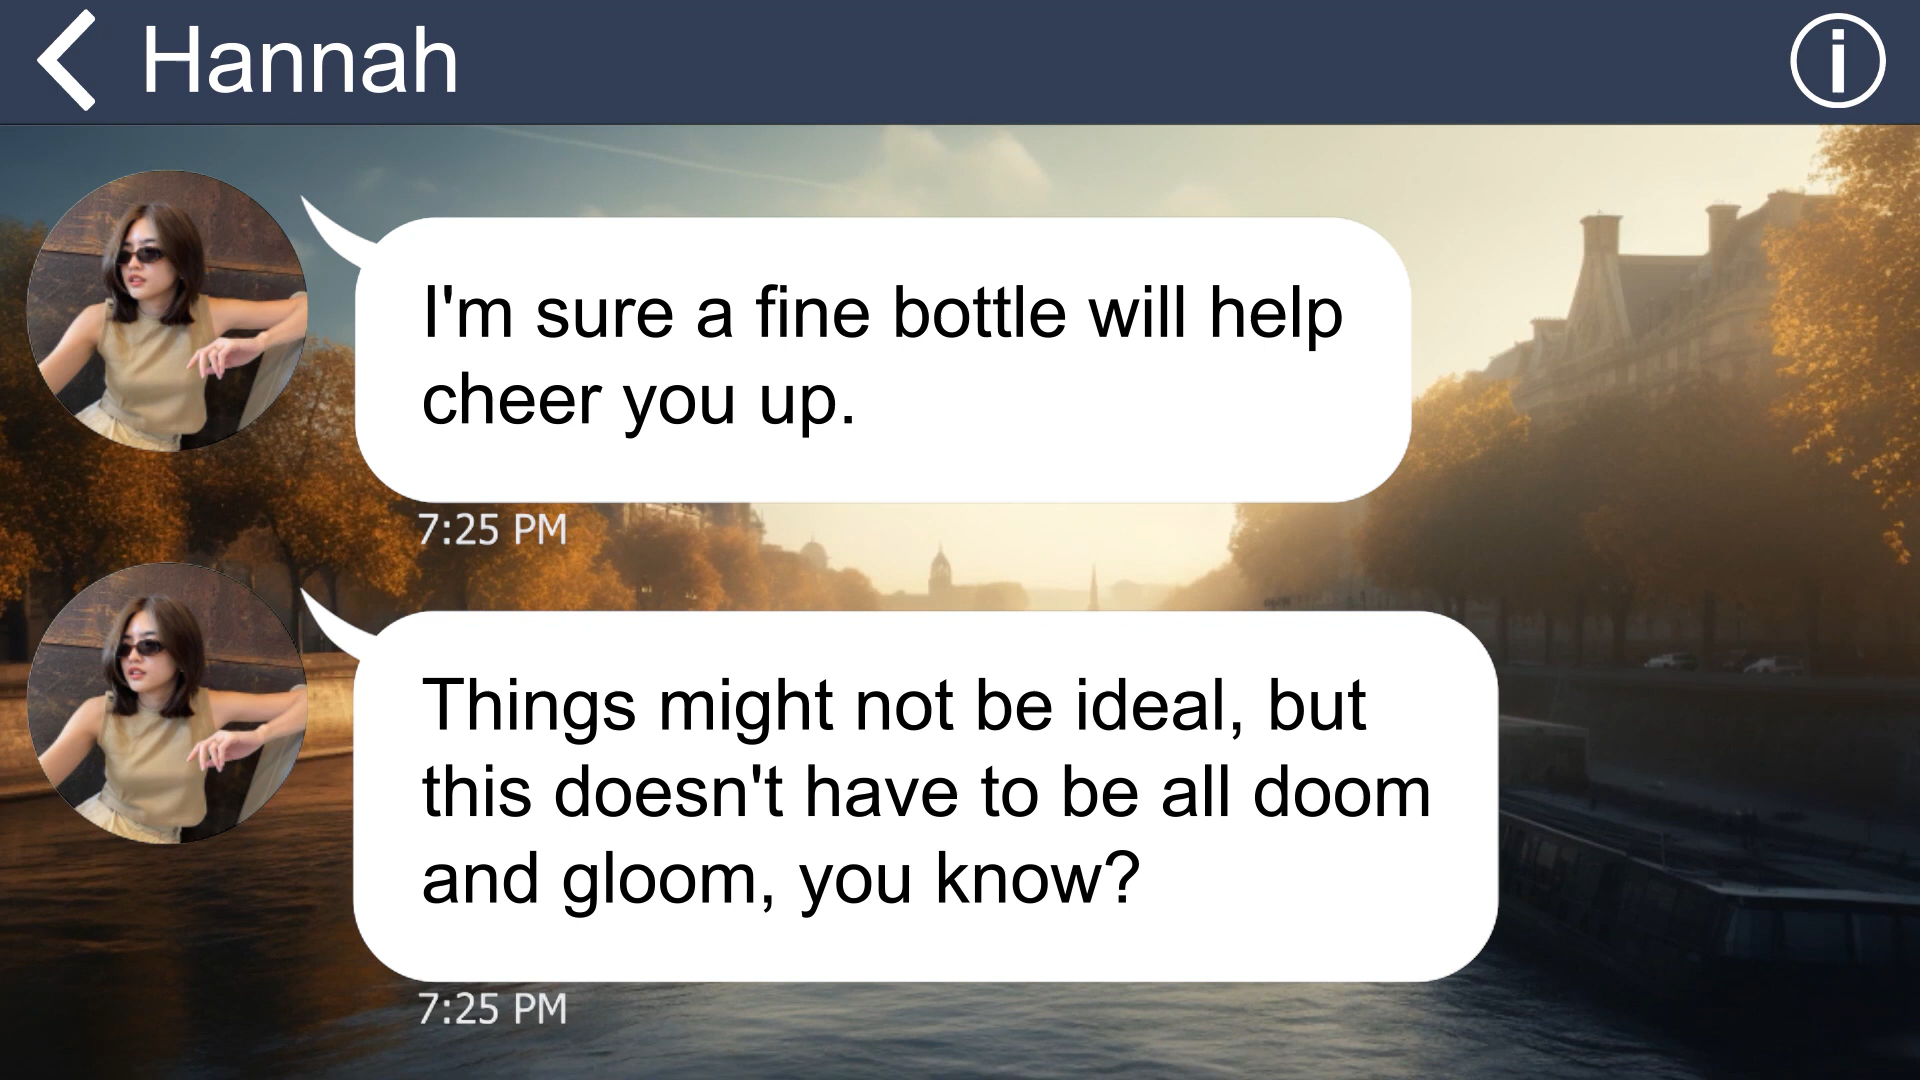 Hannah
I'm sure a fine bottle will help
cheer you up.
7:25 PM
Things might not be ideal, but
this doesn't have to be all doom
and gloom, you know?
7:25 PM